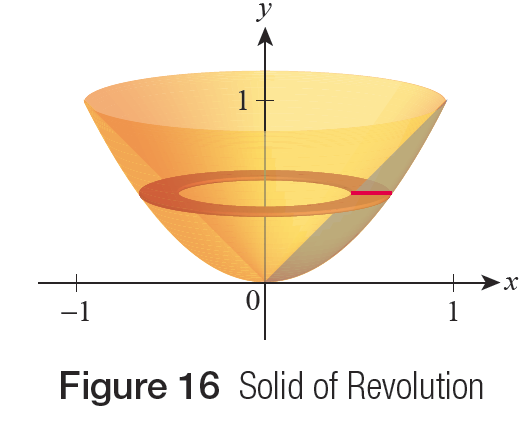 y
1
x
0
−1
1
Figure 16 Solid of Revolution